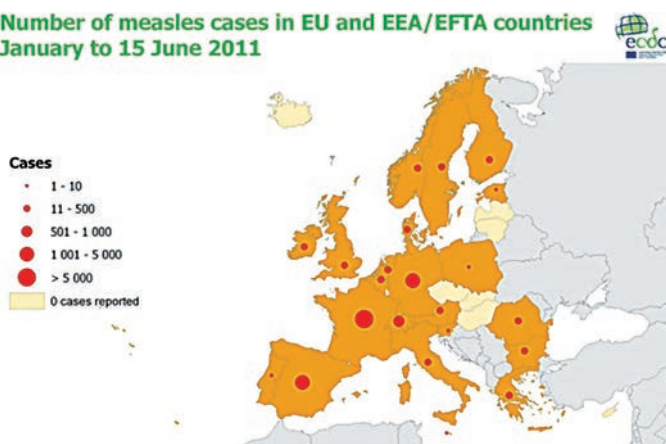 Number of measles cases in EU and EEA/EFTA countries
January to 15 June 2011
ecdc
Cases
1 - 10
11 - 500
501 - 1 000
1 001 - 5 000
> 5 000
0 cases reported